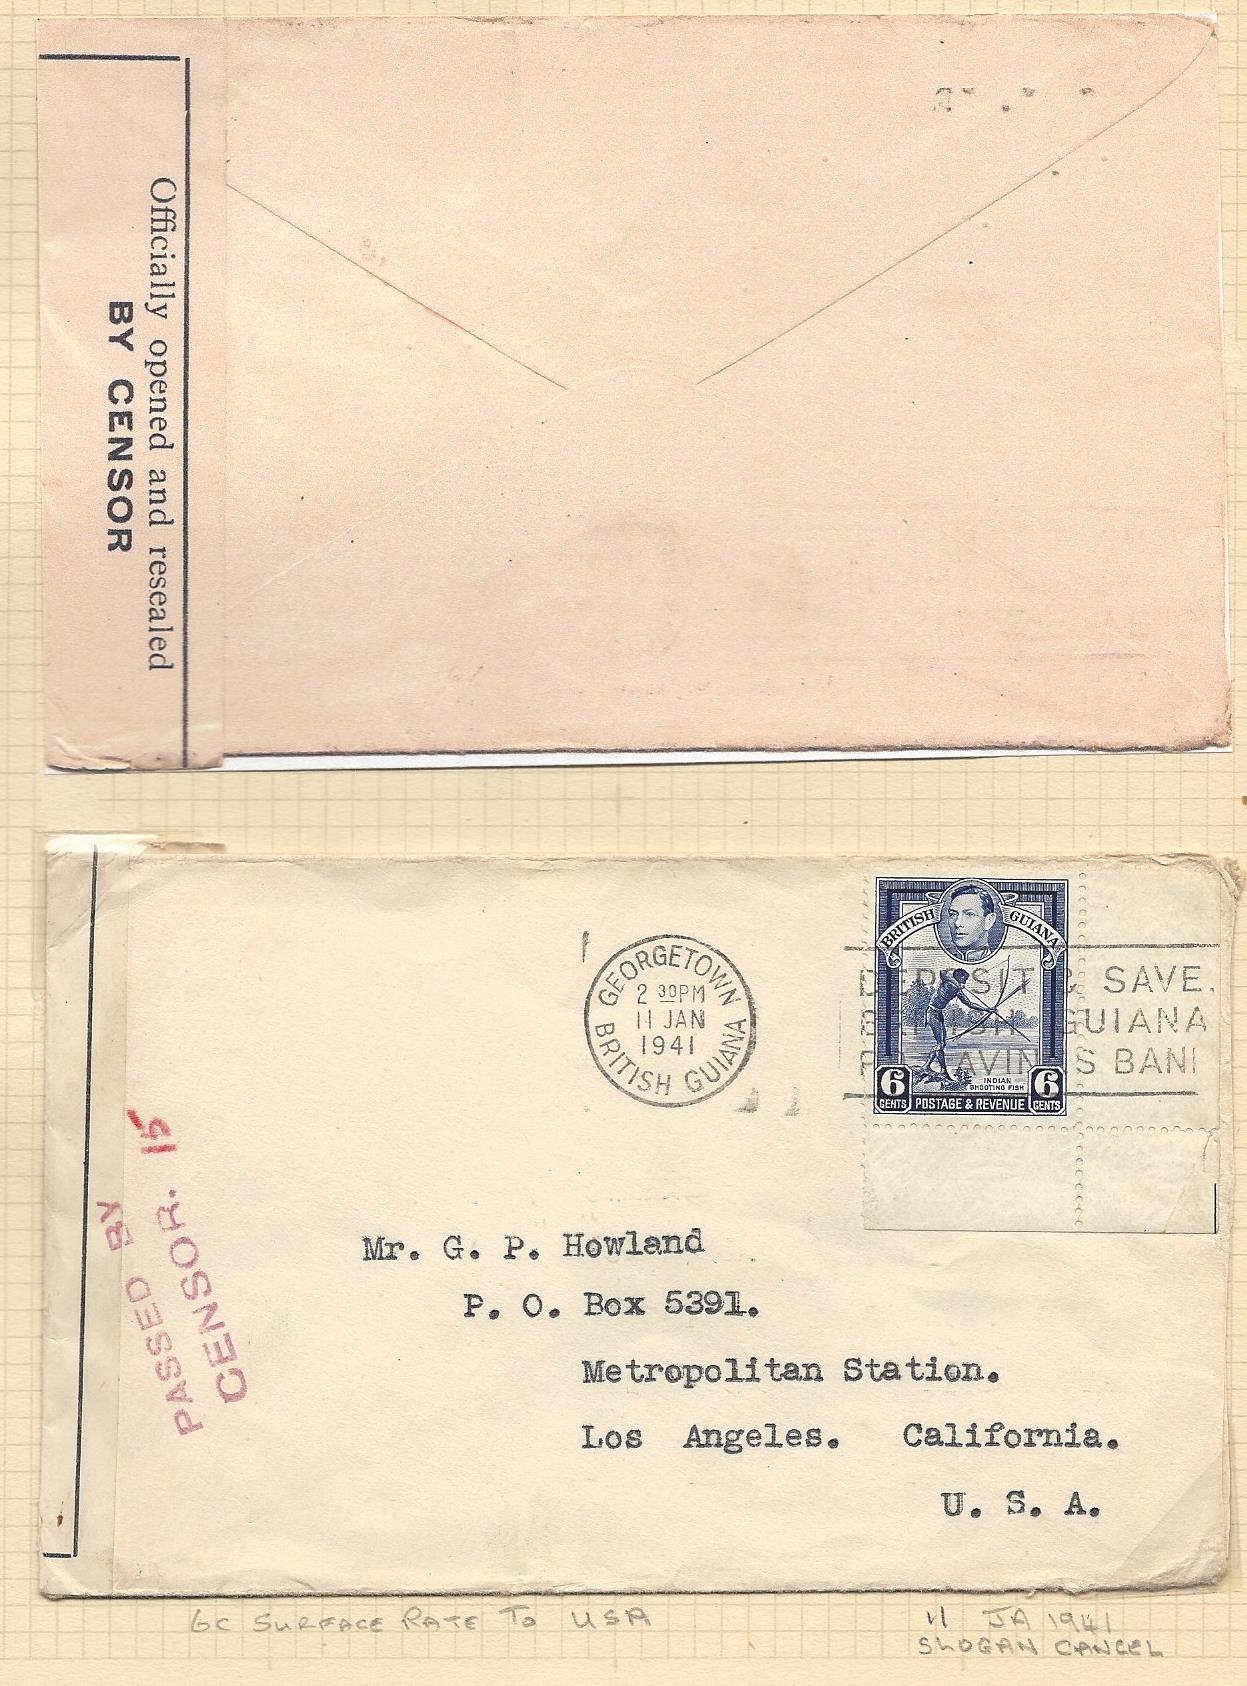 Officially opened and resealed
BY CENSOR
GEORGETOWN
2 30PM
11 JAN
1941
BRITISH GUIANA
DEPOSIT & SAVE.
BRITISH GUIANA
BRITISH GUIANA
INDIAN
SHOOTING FISH
6 CENTS
POSTAGE & REVENUE
6 CENTS
PASSED BY
CENSOR. 15
Mr. G. P. Howland
P. O. Box 5391.
Metropolitan Station.
Los Angeles. California.
U. S. A.
6C SURFACE RATE TO USA
11 JA 1941
SLOGAN CANCEL